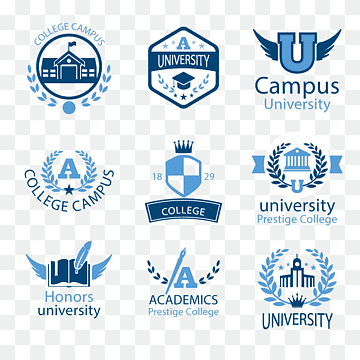 COLLEGE CAMPUS
A
UNIVERSITY
U
Campus
University
A
COLLEGE CAMPUS
18 29
COLLEGE
U
university
Prestige College
Honors
university
A
ACADEMICS
Prestige College
UNIVERSITY